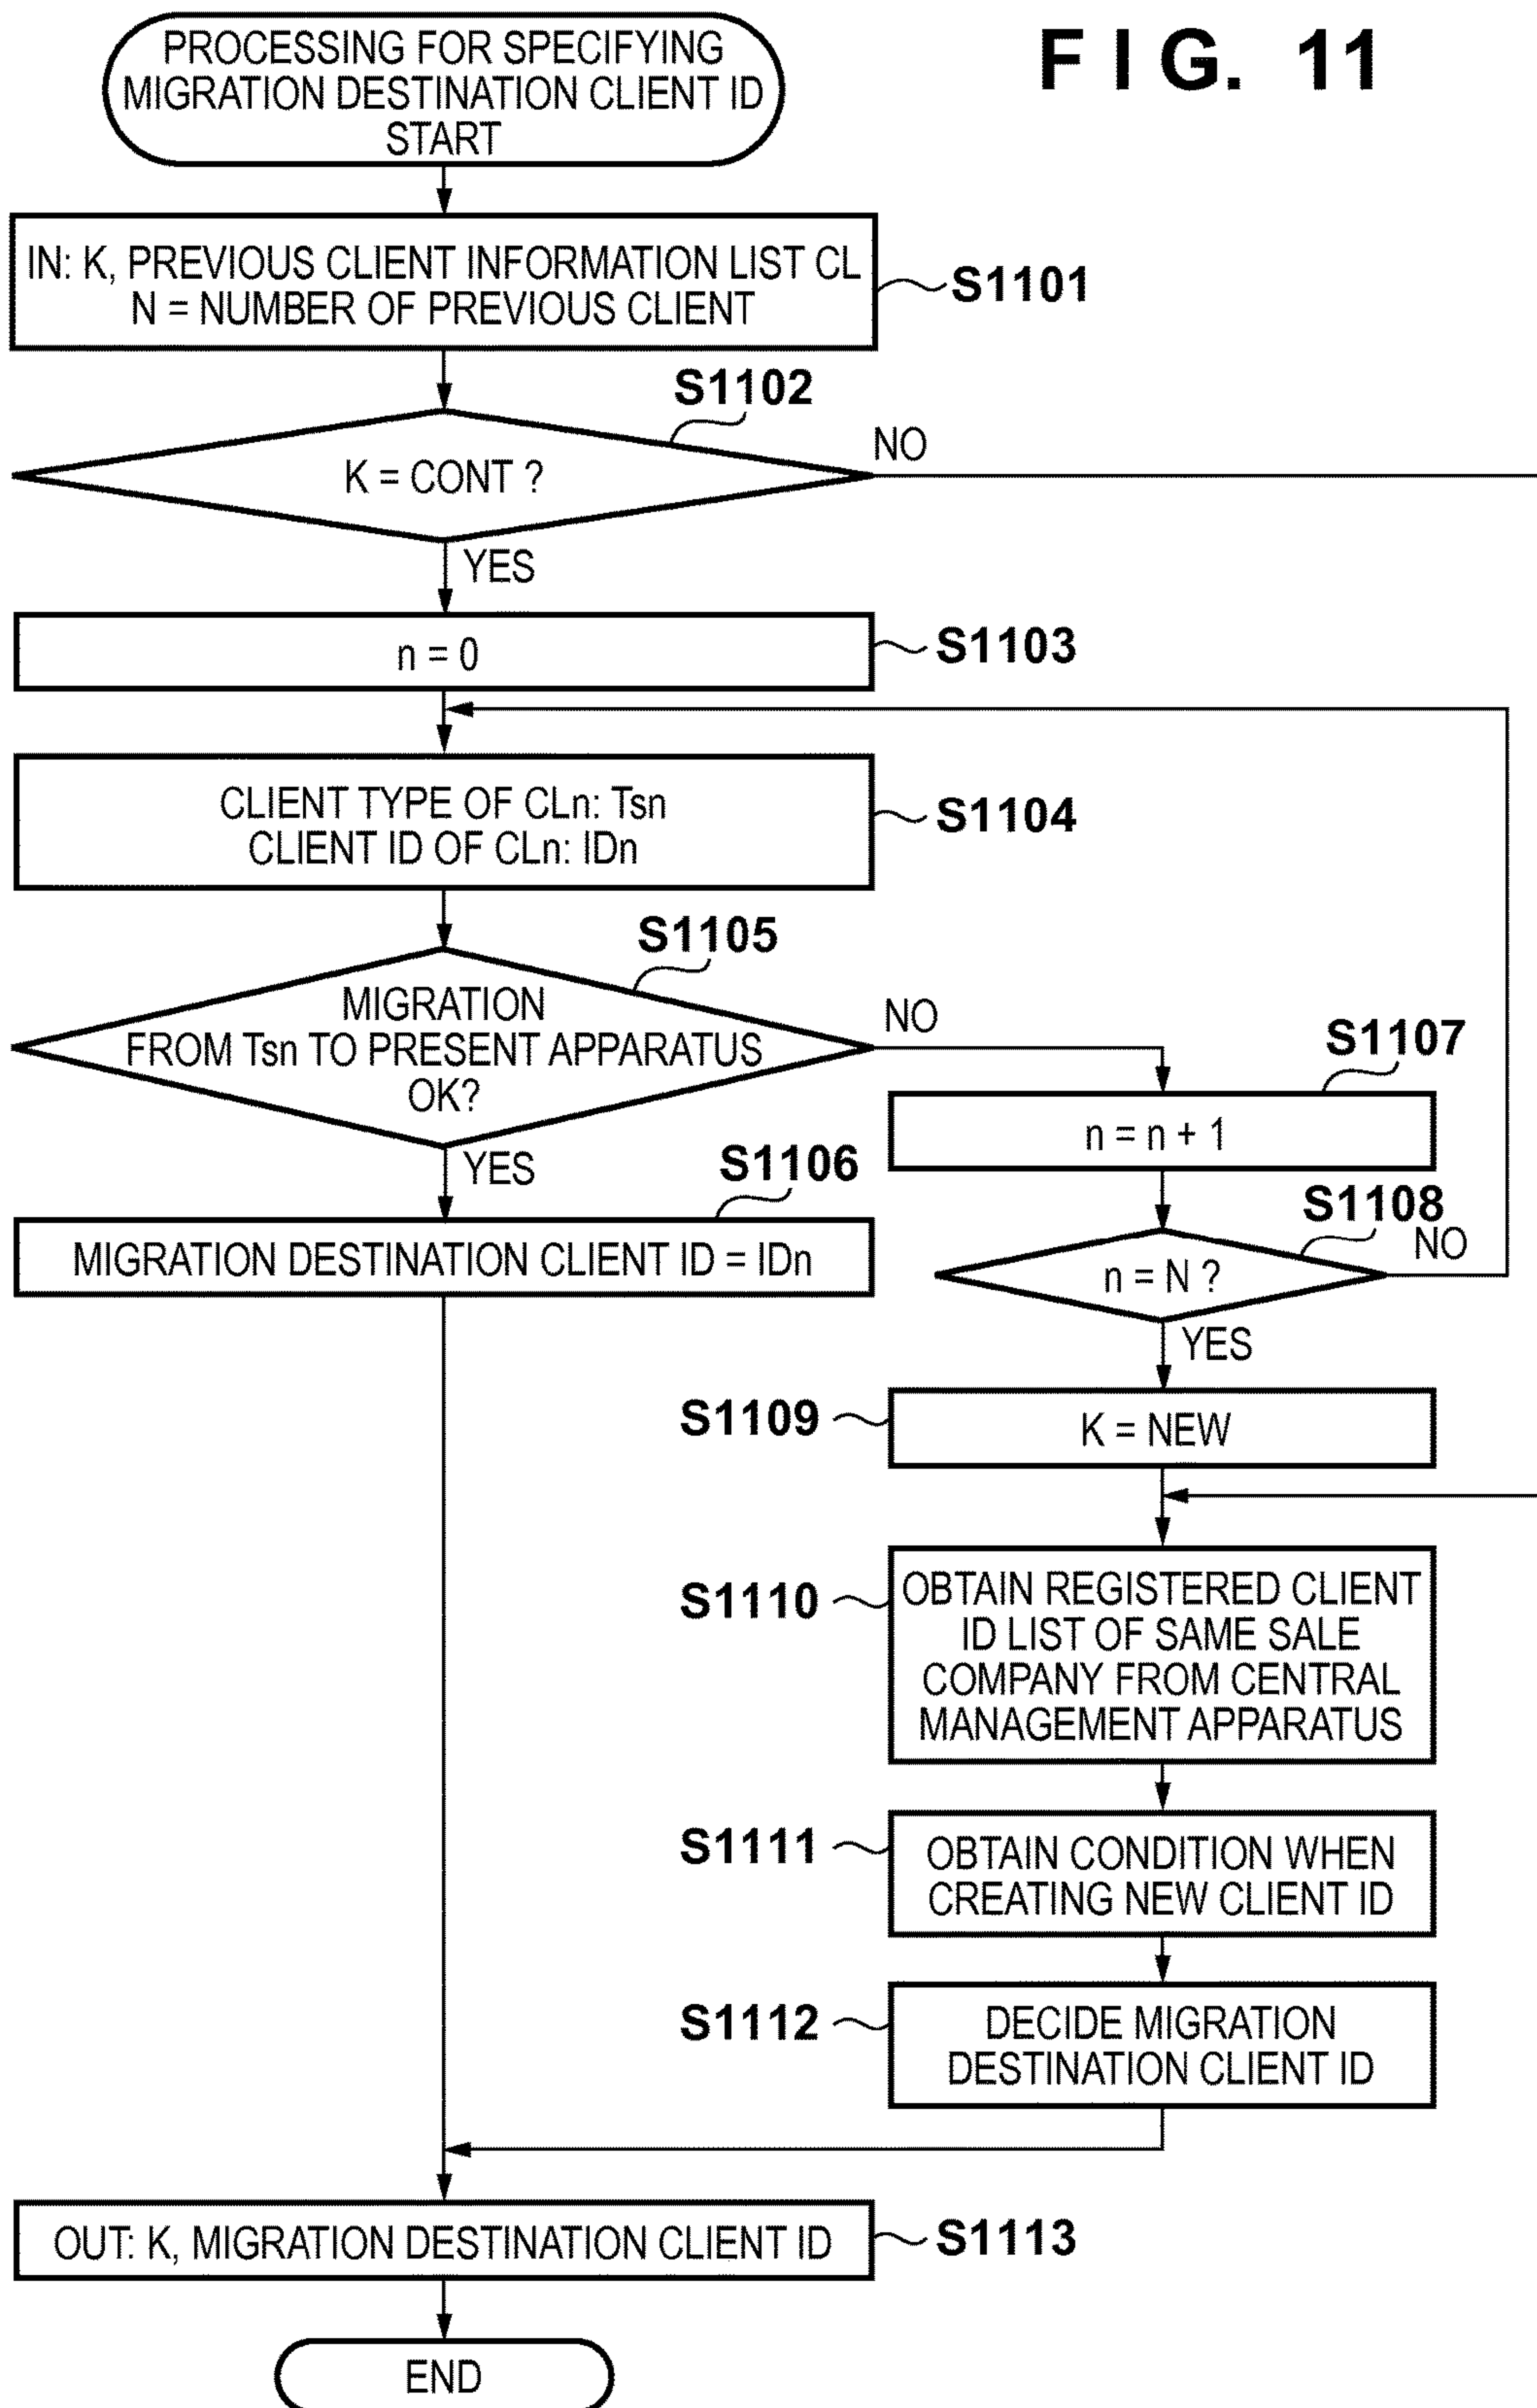 FIG. 11
PROCESSING FOR SPECIFYING
MIGRATION DESTINATION CLIENT ID
START
IN: K, PREVIOUS CLIENT INFORMATION LIST CL
N = NUMBER OF PREVIOUS CLIENT
S1101
S1102
K = CONT ?
NO
YES
n = 0
S1103
CLIENT TYPE OF CLn: Tsn
CLIENT ID OF CLn: IDn
S1104
S1105
MIGRATION
FROM Tsn TO PRESENT APPARATUS
OK?
NO
YES
S1106
MIGRATION DESTINATION CLIENT ID = IDn
S1107
n = n + 1
S1108
n = N ?
NO
YES
S1109
K = NEW
S1110
OBTAIN REGISTERED CLIENT
ID LIST OF SAME SALE
COMPANY FROM CENTRAL
MANAGEMENT APPARATUS
S1111
OBTAIN CONDITION WHEN
CREATING NEW CLIENT ID
S1112
DECIDE MIGRATION
DESTINATION CLIENT ID
OUT: K, MIGRATION DESTINATION CLIENT ID
S1113
END